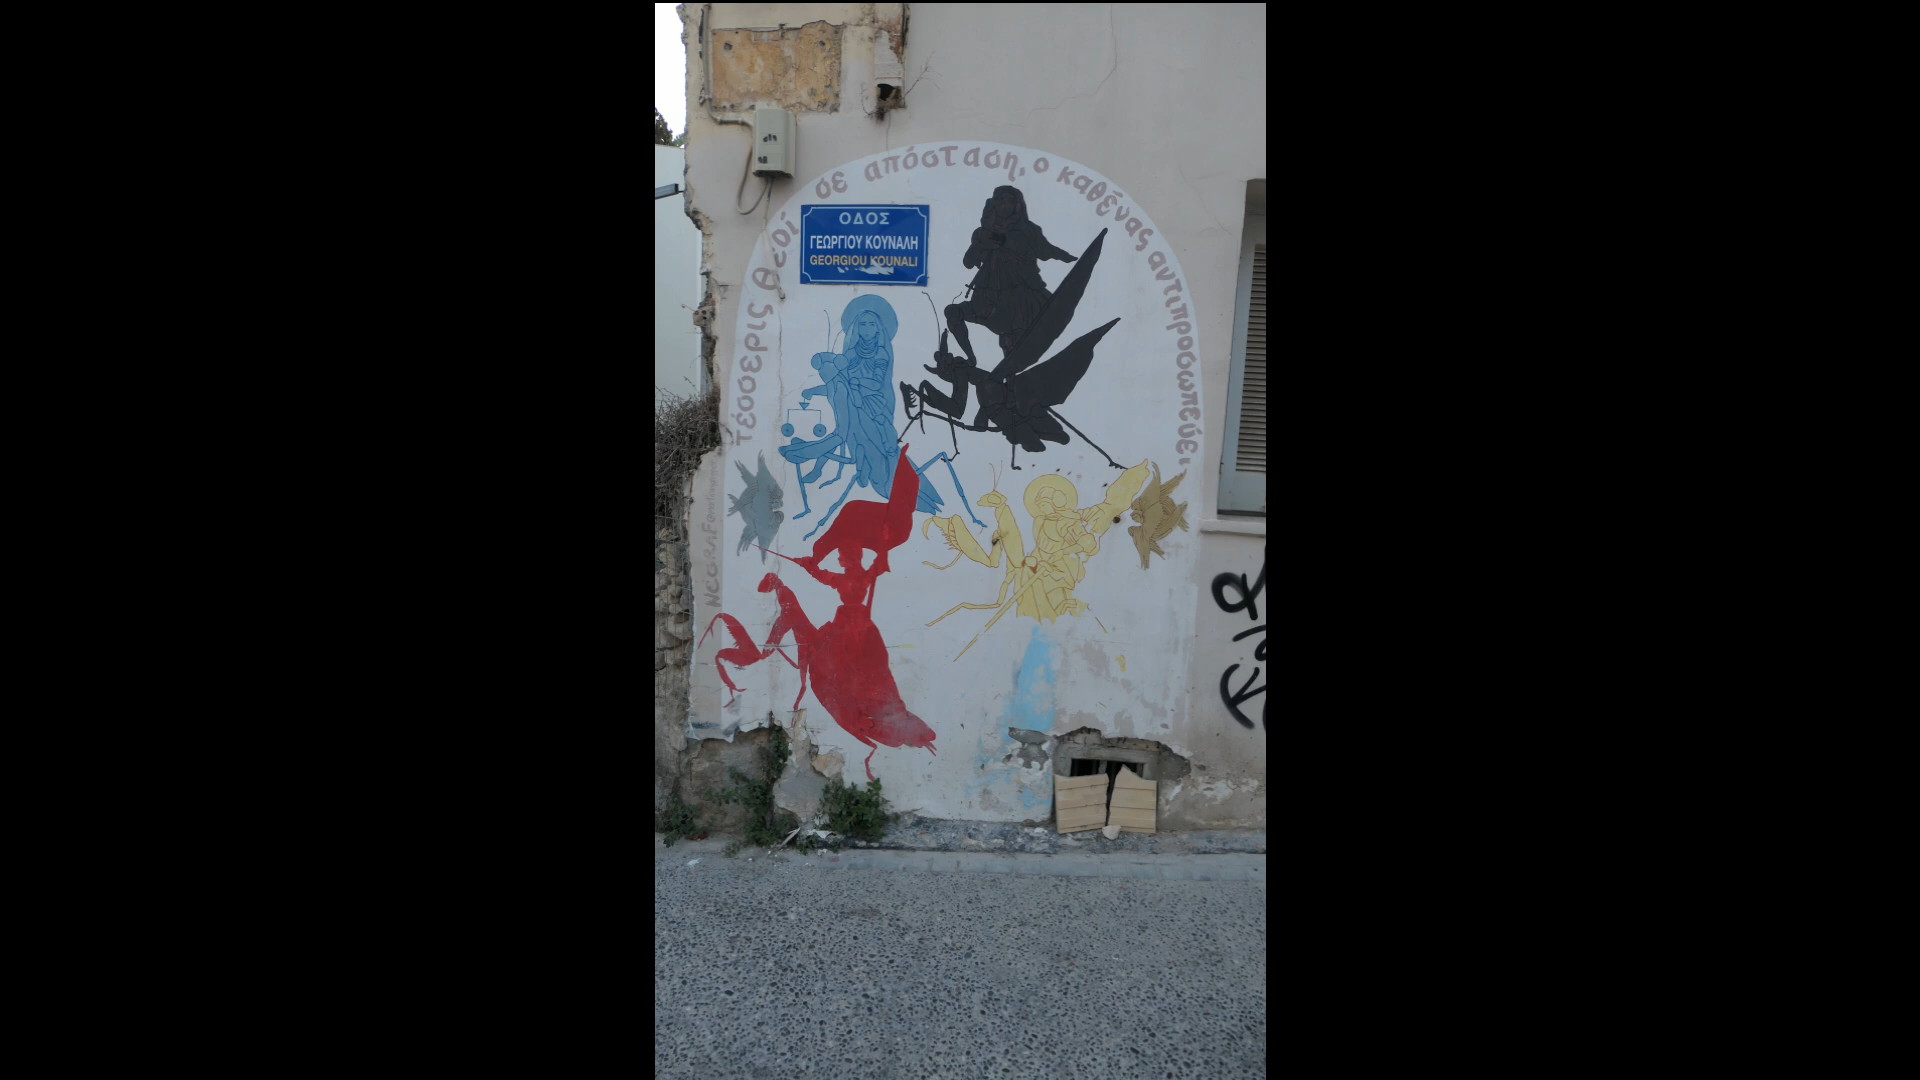 τέσσερις θεοί σε απόσταση, ο καθένας αντιπροσωπεύει
ΟΔΟΣ
ΓΕΩΡΓΙΟΥ ΚΟΥΝΑΛΗ
GEORGIOU KOUNALI